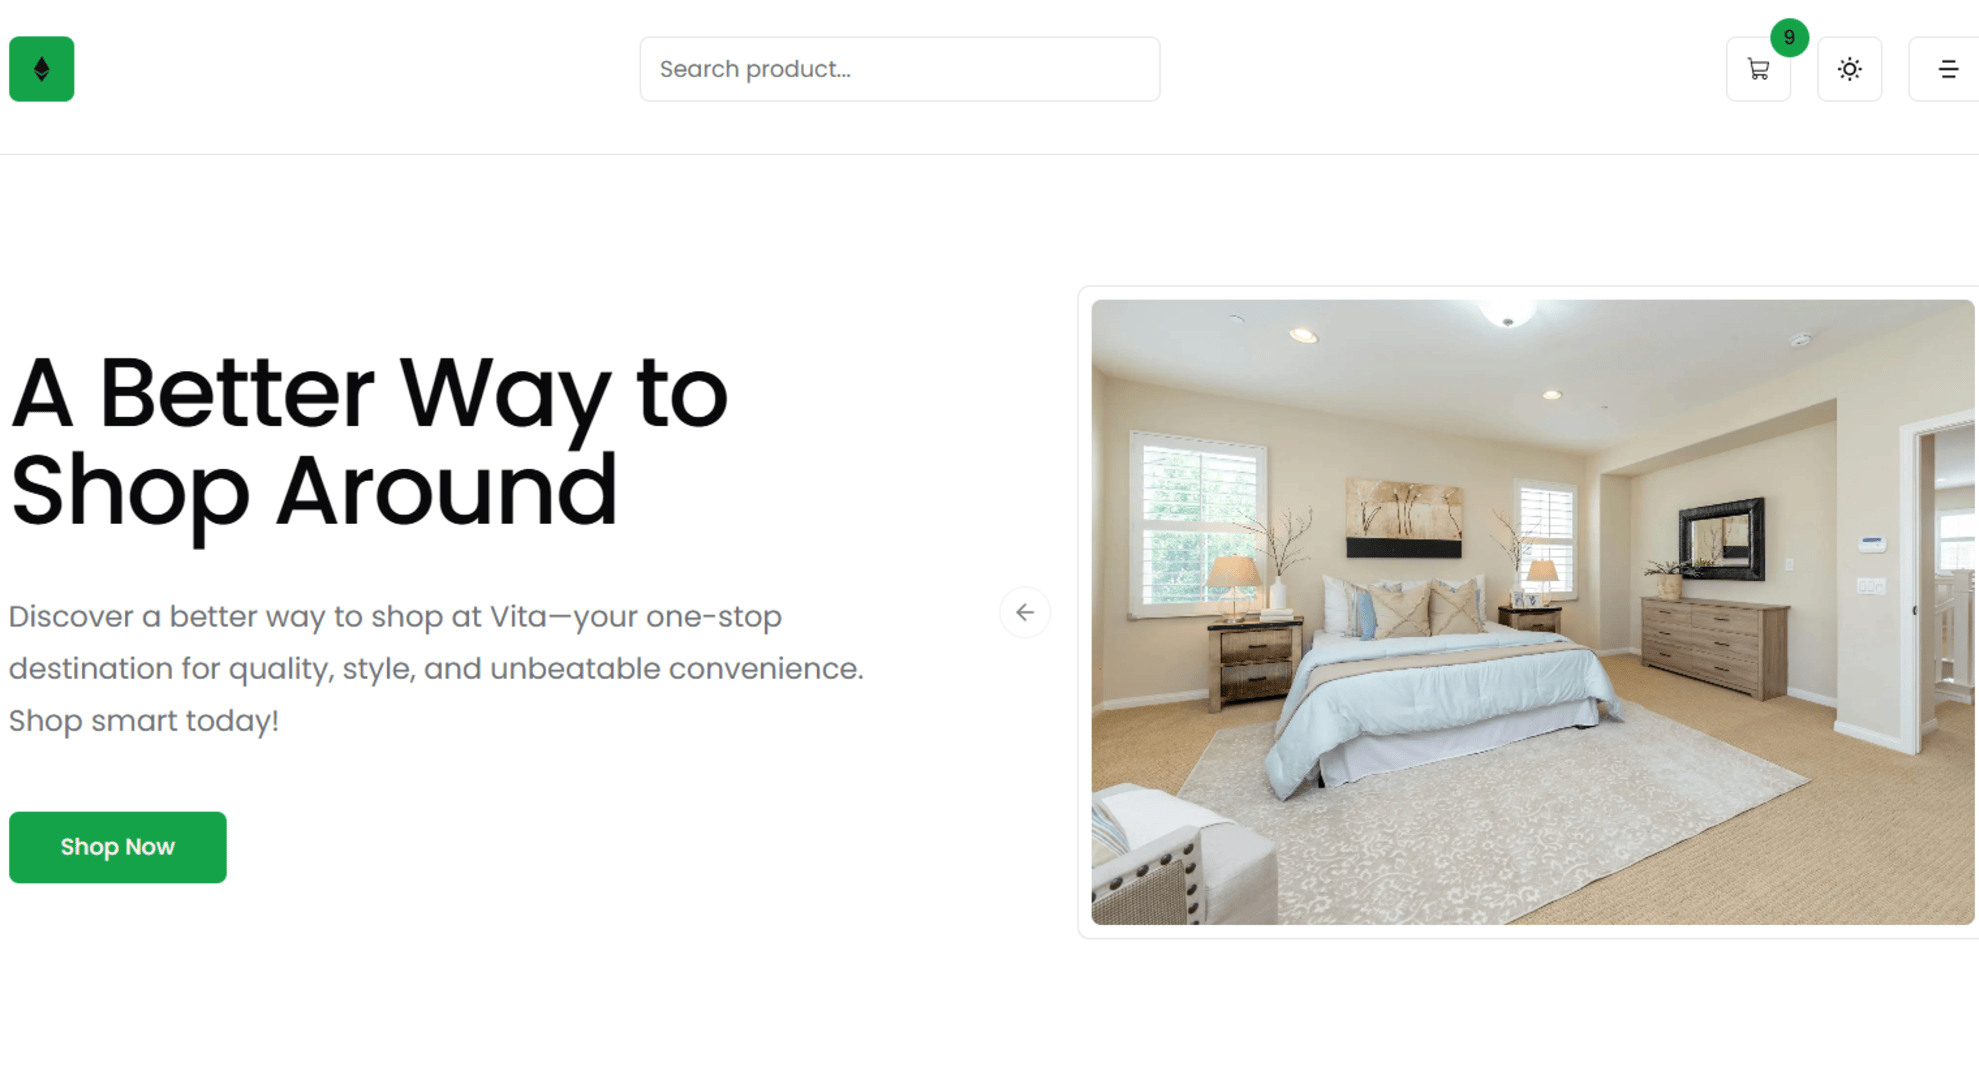 Search product...
9
A Better Way to
Shop Around
Discover a better way to shop at Vita—your one-stop
destination for quality, style, and unbeatable convenience.
Shop smart today!
Shop Now